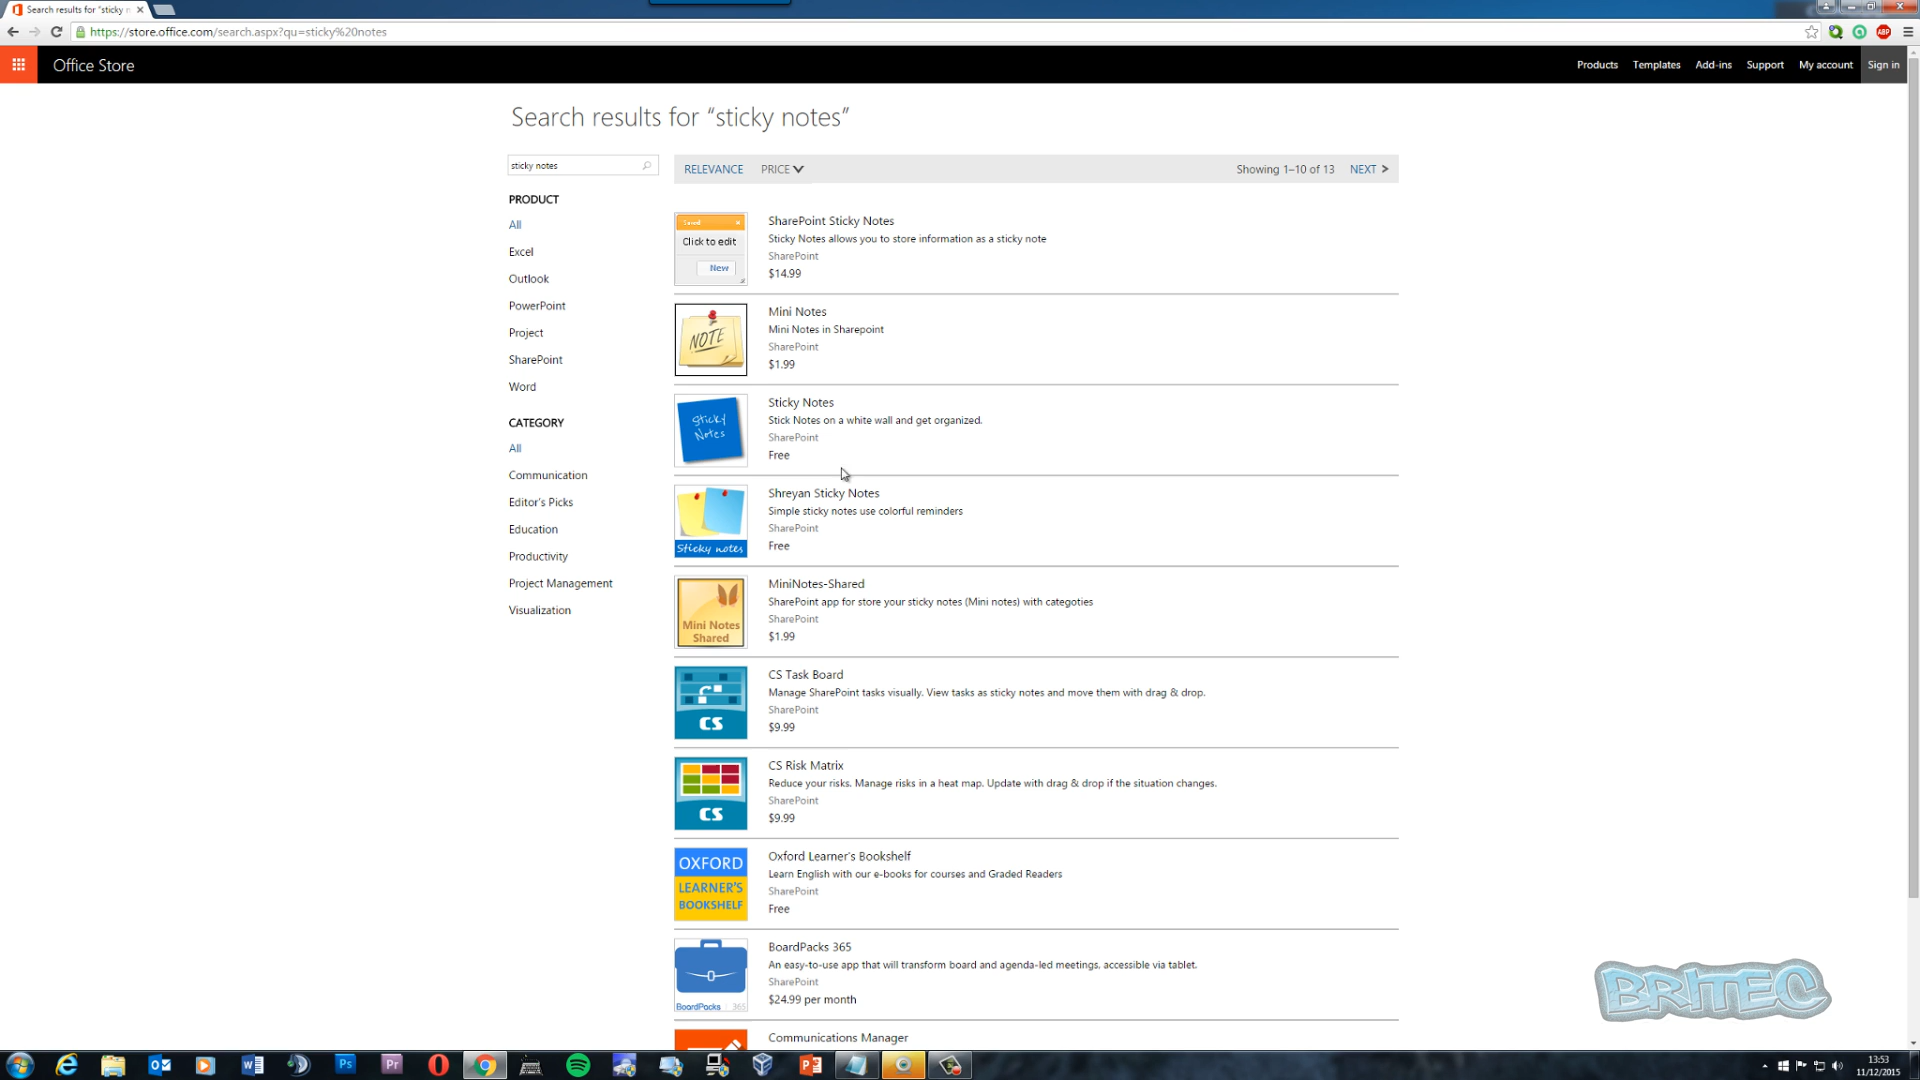 Search results for "sticky n
https://store.office.com/search.aspx?qu=sticky%20notes
ABP
Office Store
Products Templates Add-ins Support My account Sign in
Search results for “sticky notes”
sticky notes
RELEVANCE PRICE Showing 1–10 of 13 NEXT >
PRODUCT
All
Excel
Outlook
PowerPoint
Project
SharePoint
Word
CATEGORY
All
Communication
Editor's Picks
Education
Productivity
Project Management
Visualization
Saved
Click to edit
New
SharePoint Sticky Notes
Sticky Notes allows you to store information as a sticky note
SharePoint
$14.99
NOTE
Mini Notes
Mini Notes in Sharepoint
SharePoint
$1.99
Sticky
Notes
Sticky Notes
Stick Notes on a white wall and get organized.
SharePoint
Free
Sticky notes
Shreyan Sticky Notes
Simple sticky notes use colorful reminders
SharePoint
Free
Mini Notes
Shared
MiniNotes-Shared
SharePoint app for store your sticky notes (Mini notes) with categoties
SharePoint
$1.99
CS
CS Task Board
Manage SharePoint tasks visually. View tasks as sticky notes and move them with drag & drop.
SharePoint
$9.99
CS
CS Risk Matrix
Reduce your risks. Manage risks in a heat map. Update with drag & drop if the situation changes.
SharePoint
$9.99
OXFORD
LEARNER'S
BOOKSHELF
Oxford Learner's Bookshelf
Learn English with our e-books for courses and Graded Readers
SharePoint
Free
BoardPacks 365
BoardPacks 365
An easy-to-use app that will transform board and agenda-led meetings, accessible via tablet.
SharePoint
$24.99 per month
Communications Manager
BRITEC
Ps
Pr
13:53
11/12/2015